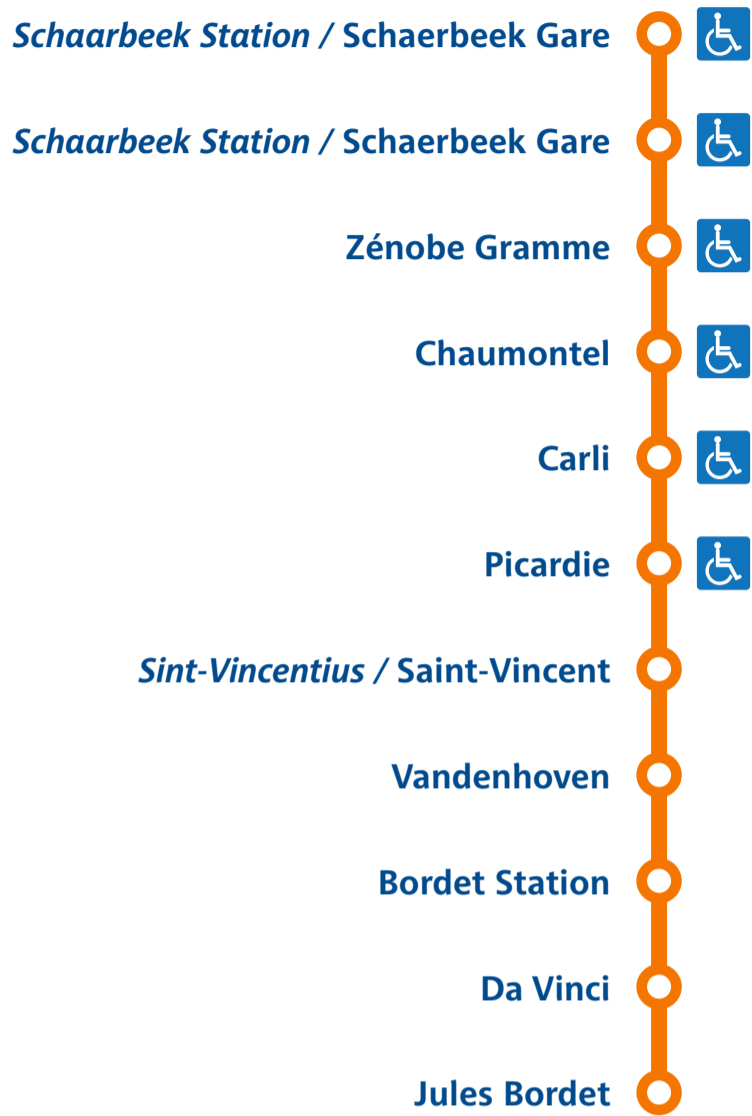 Schaarbeek Station / Schaerbeek Gare
Schaarbeek Station / Schaerbeek Gare
Zénobe Gramme
Chaumontel
Carli
Picardie
Sint-Vincentius / Saint-Vincent
Vandenhoven
Bordet Station
Da Vinci
Jules Bordet